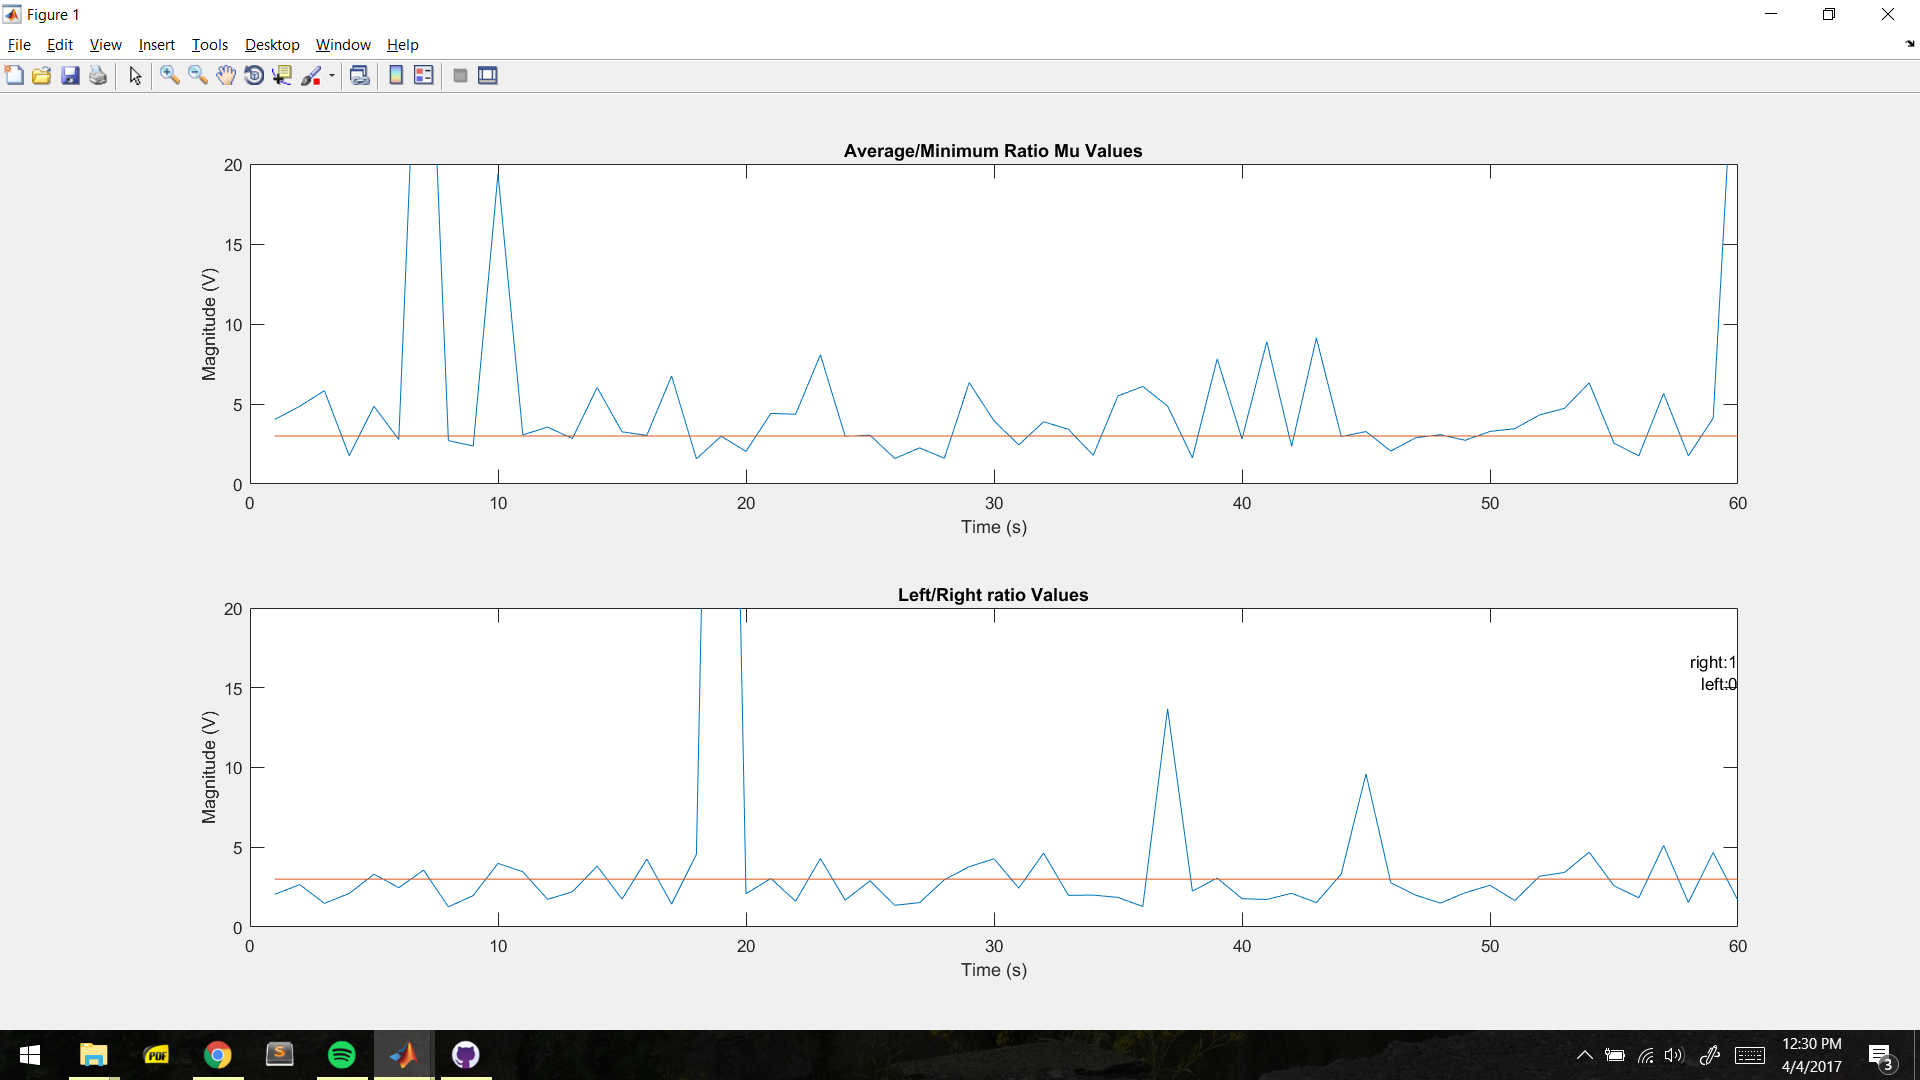 Figure 1
File Edit View Insert Tools Desktop Window Help
Average/Minimum Ratio Mu Values
20
15
10
5
0
Magnitude (V)
0 10 20 30 40 50 60
Time (s)
Left/Right ratio Values
20
15
10
5
0
Magnitude (V)
right:1
left:0
0 10 20 30 40 50 60
Time (s)
PDF
S
12:30 PM
4/4/2017
3